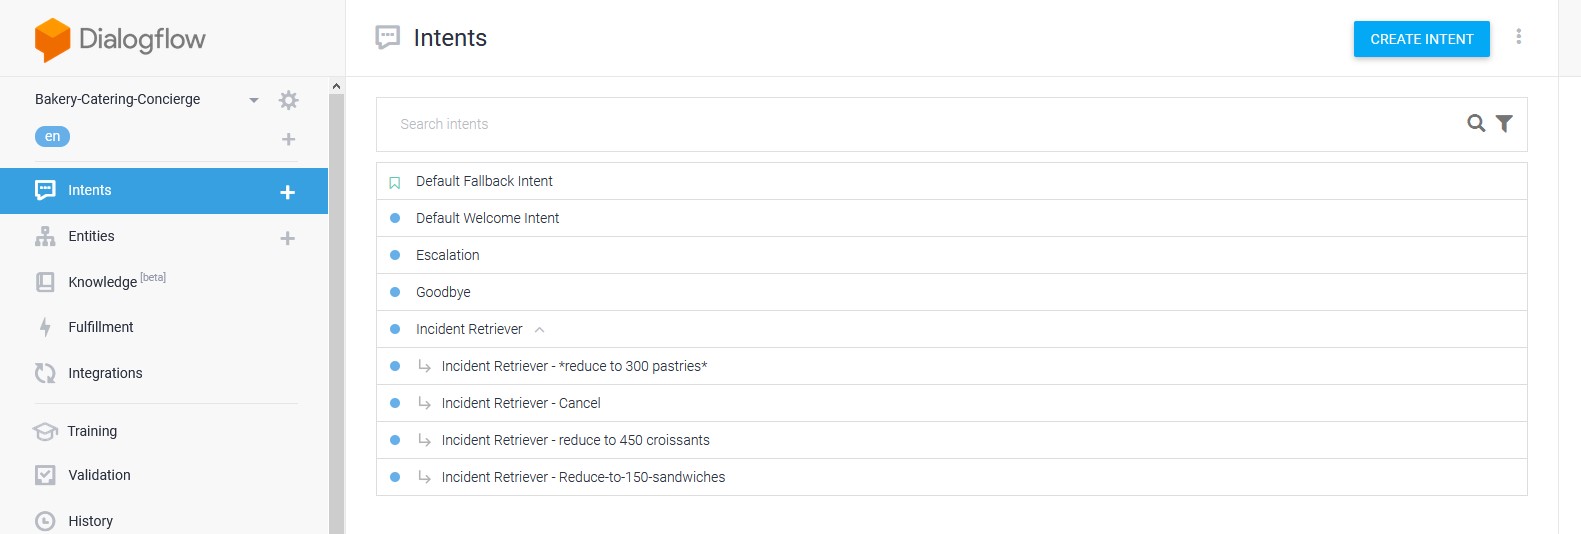 Dialogflow
Intents
CREATE INTENT
Bakery-Catering-Concierge
en
Intents
Entities
Knowledge [beta]
Fulfillment
Integrations
Training
Validation
History
Search intents
Default Fallback Intent
Default Welcome Intent
Escalation
Goodbye
Incident Retriever
Incident Retriever - *reduce to 300 pastries*
Incident Retriever - Cancel
Incident Retriever - reduce to 450 croissants
Incident Retriever - Reduce-to-150-sandwiches